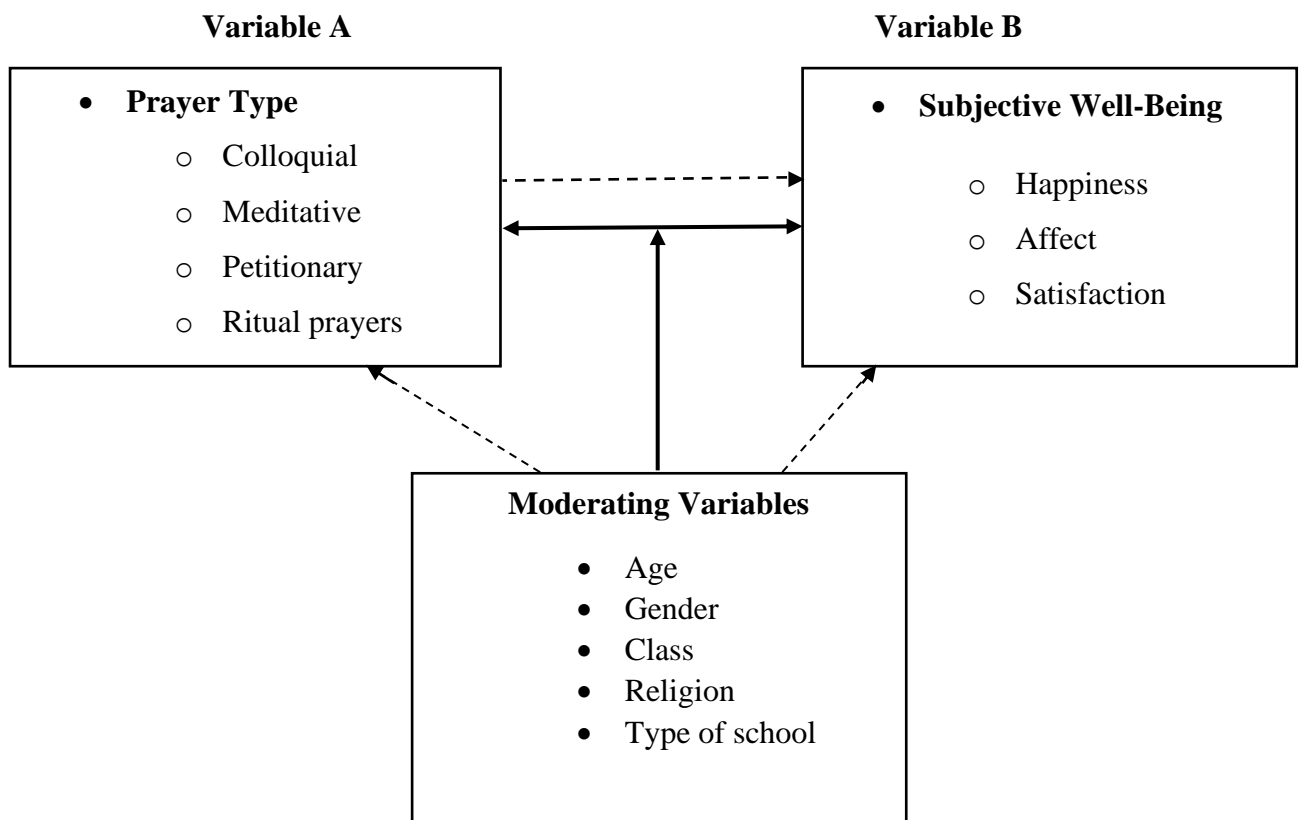 Variable A
Variable B
• Prayer Type
o Colloquial
o Meditative
o Petitionary
o Ritual prayers
• Subjective Well-Being
o Happiness
o Affect
o Satisfaction
Moderating Variables
• Age
• Gender
• Class
• Religion
• Type of school